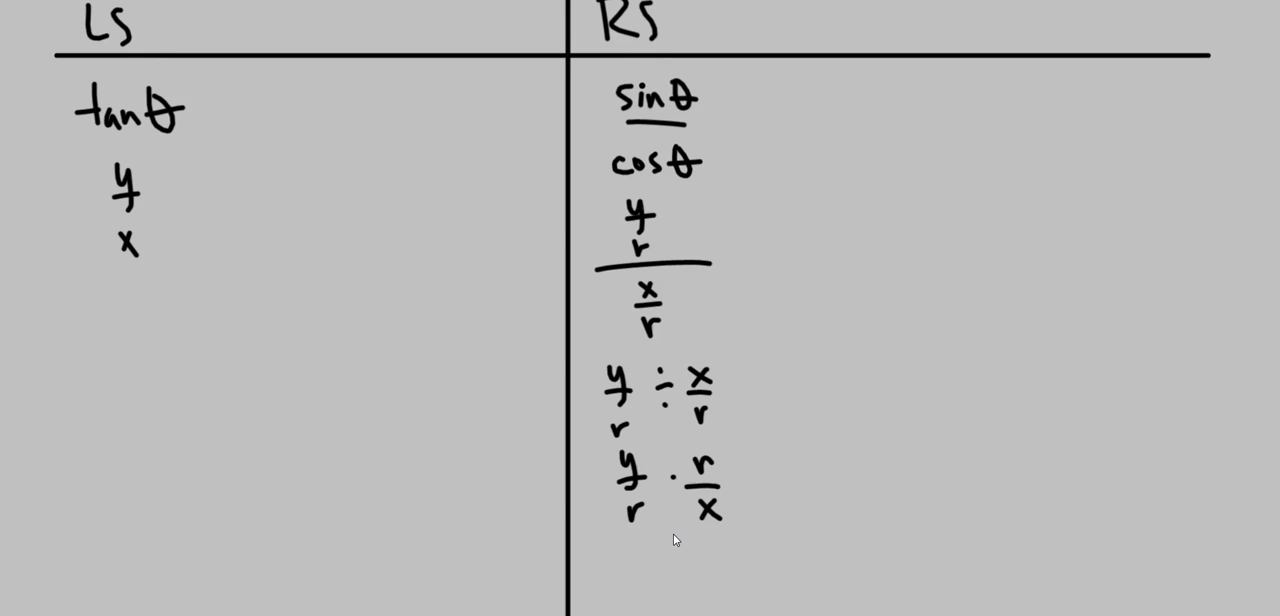 LS
RS
tanθ
y
x
sinθ
cosθ
y
r
x
r
y ÷ x
r r
y · r
r x